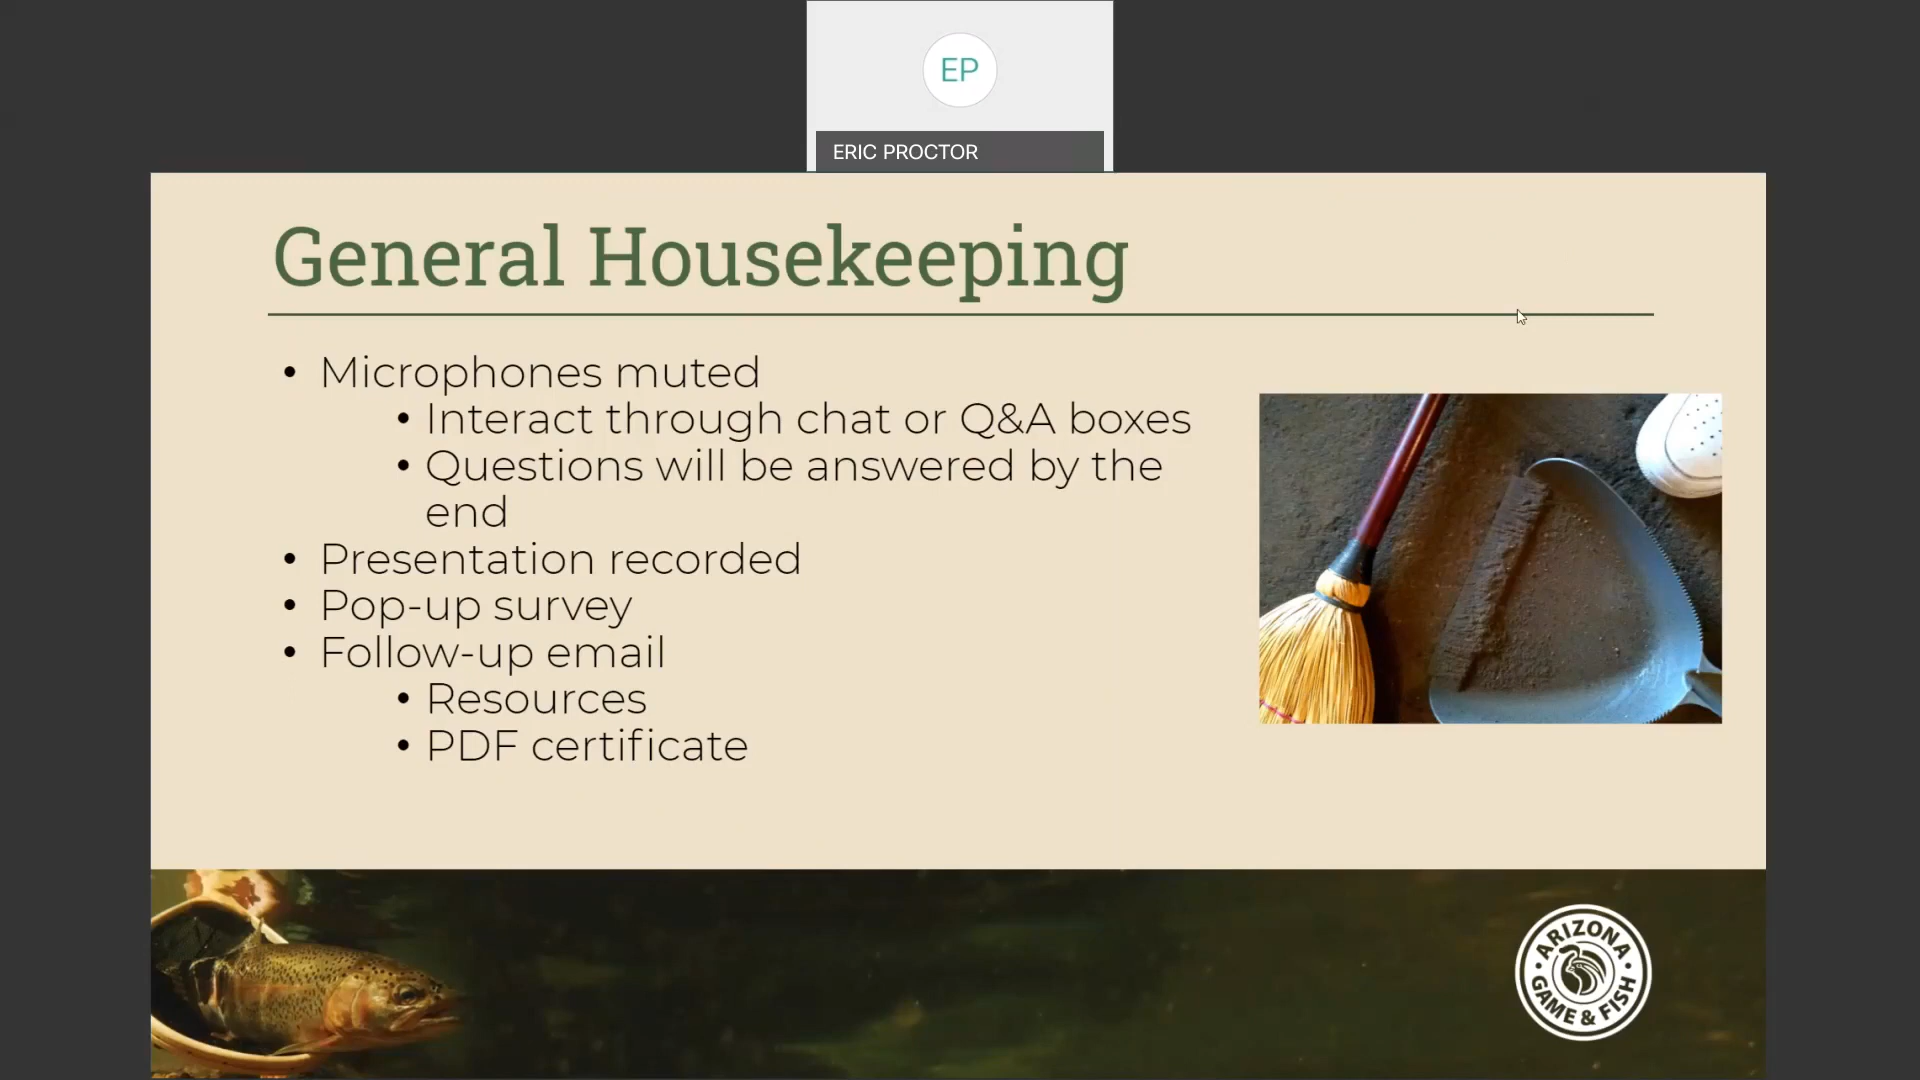 EP
ERIC PROCTOR
General Housekeeping
• Microphones muted
• Interact through chat or Q&A boxes
• Questions will be answered by the
end
• Presentation recorded
• Pop-up survey
• Follow-up email
• Resources
• PDF certificate
ARIZONA
GAME & FISH